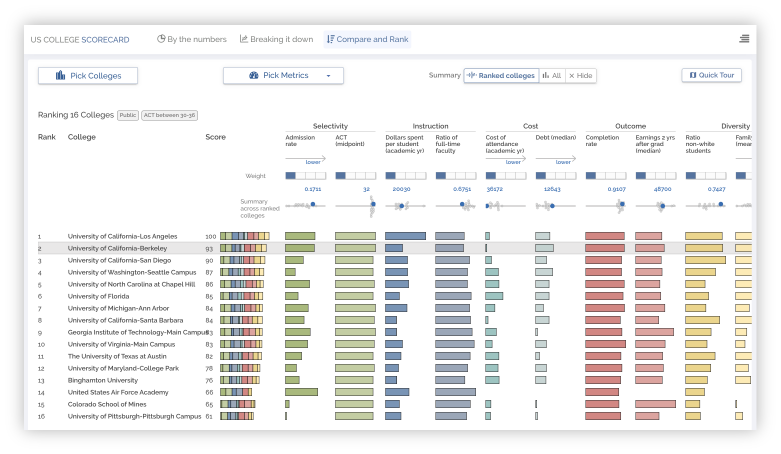 US COLLEGE SCORECARD By the numbers Breaking it down Compare and Rank
Pick Colleges Pick Metrics Summary Ranked colleges All × Hide Quick Tour
Ranking 16 Colleges Public ACT between 30-36
Selectivity Instruction Cost Outcome Diversity
Rank College Score
Admission rate
ACT (midpoint)
Dollars spent per student (academic yr)
Ratio of full-time faculty
Cost of attendance (academic yr)
Debt (median)
Completion rate
Earnings 2 yrs after grad (median)
Ratio non-white students
lower lower lower
Weight
0.1711 32 20030 0.6751 36172 12643 0.9107 48700 0.7427
Summary
across ranked
colleges
1 University of California-Los Angeles 100
2 University of California-Berkeley 93
3 University of California-San Diego 90
4 University of Washington-Seattle Campus 87
5 University of North Carolina at Chapel Hill 86
6 University of Florida 85
7 University of Michigan-Ann Arbor 84
8 University of California-Santa Barbara 84
9 Georgia Institute of Technology-Main Campus
10 University of Virginia-Main Campus 83
11 The University of Texas at Austin 82
12 University of Maryland-College Park 78
13 Binghamton University 76
14 United States Air Force Academy 66
15 Colorado School of Mines 65
16 University of Pittsburgh-Pittsburgh Campus 61